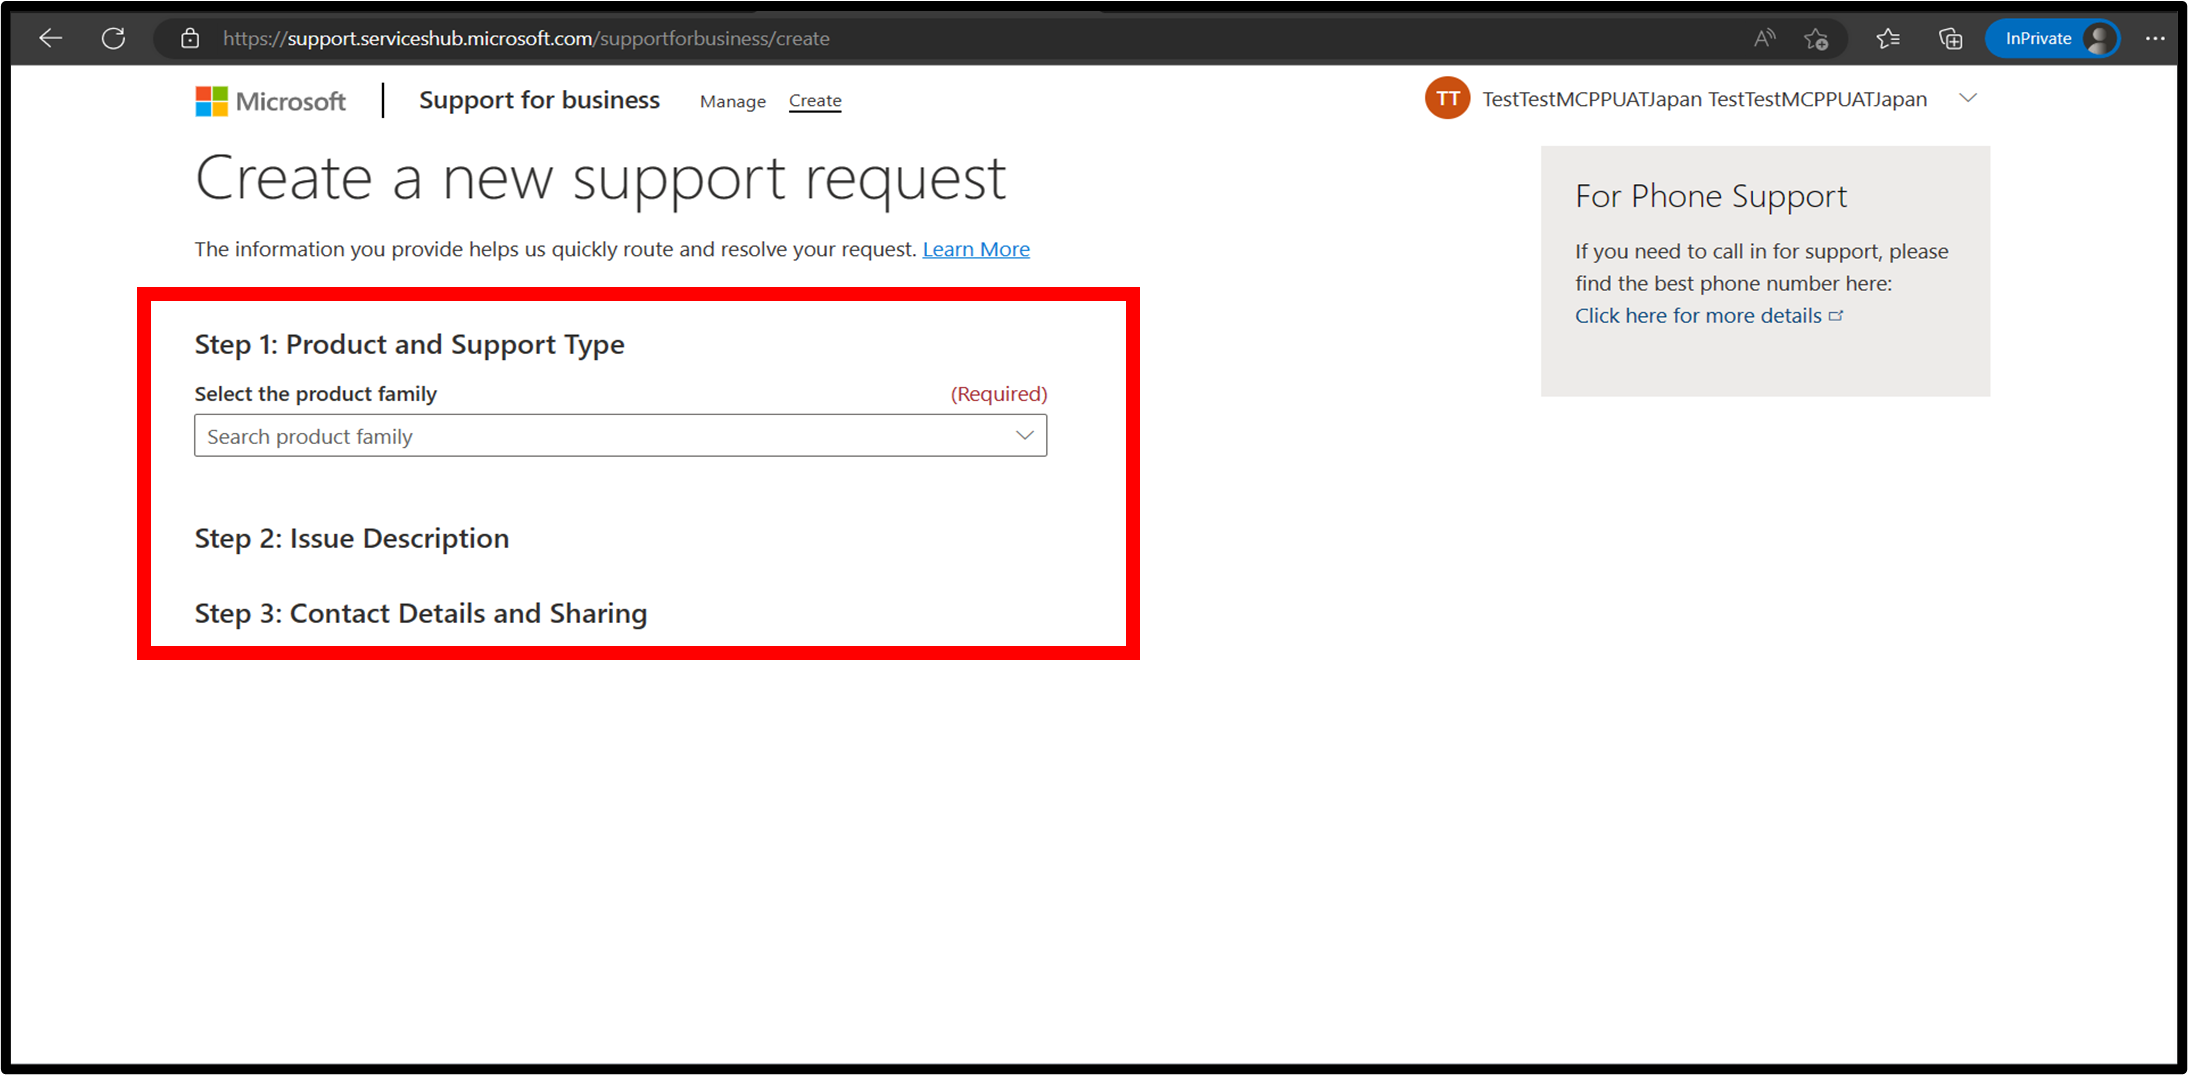 https://support.serviceshub.microsoft.com/supportforbusiness/create
A
InPrivate
Microsoft
Support for business
Manage
Create
TT
TestTestMCPPUATJapan TestTestMCPPUATJapan
Create a new support request
The information you provide helps us quickly route and resolve your request. Learn More
For Phone Support
If you need to call in for support, please
find the best phone number here:
Click here for more details
Step 1: Product and Support Type
Select the product family
(Required)
Search product family
Step 2: Issue Description
Step 3: Contact Details and Sharing